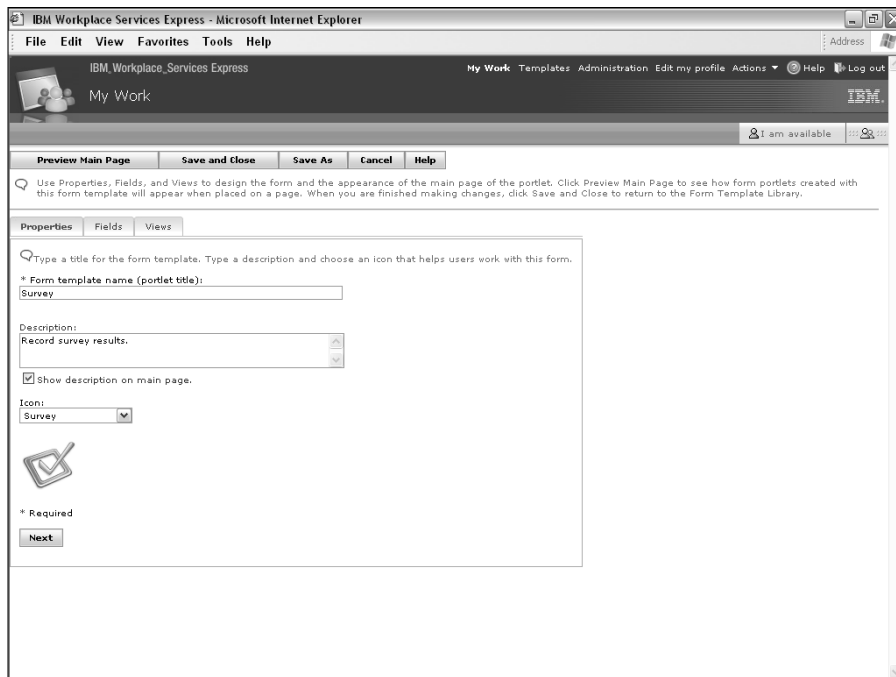 IBM Workplace Services Express - Microsoft Internet Explorer
File Edit View Favorites Tools Help Address
IBM_Workplace_Services Express My Work Templates Administration Edit my profile Actions Help Log out
My Work IBM.
I am available
Preview Main Page Save and Close Save As Cancel Help
Use Properties, Fields, and Views to design the form and the appearance of the main page of the portlet. Click Preview Main Page to see how form portlets created with
this form template will appear when placed on a page. When you are finished making changes, click Save and Close to return to the Form Template Library.
Properties Fields Views
Type a title for the form template. Type a description and choose an icon that helps users work with this form.
* Form template name (portlet title):
Survey
Description:
Record survey results.
Show description on main page.
Icon:
Survey
* Required
Next